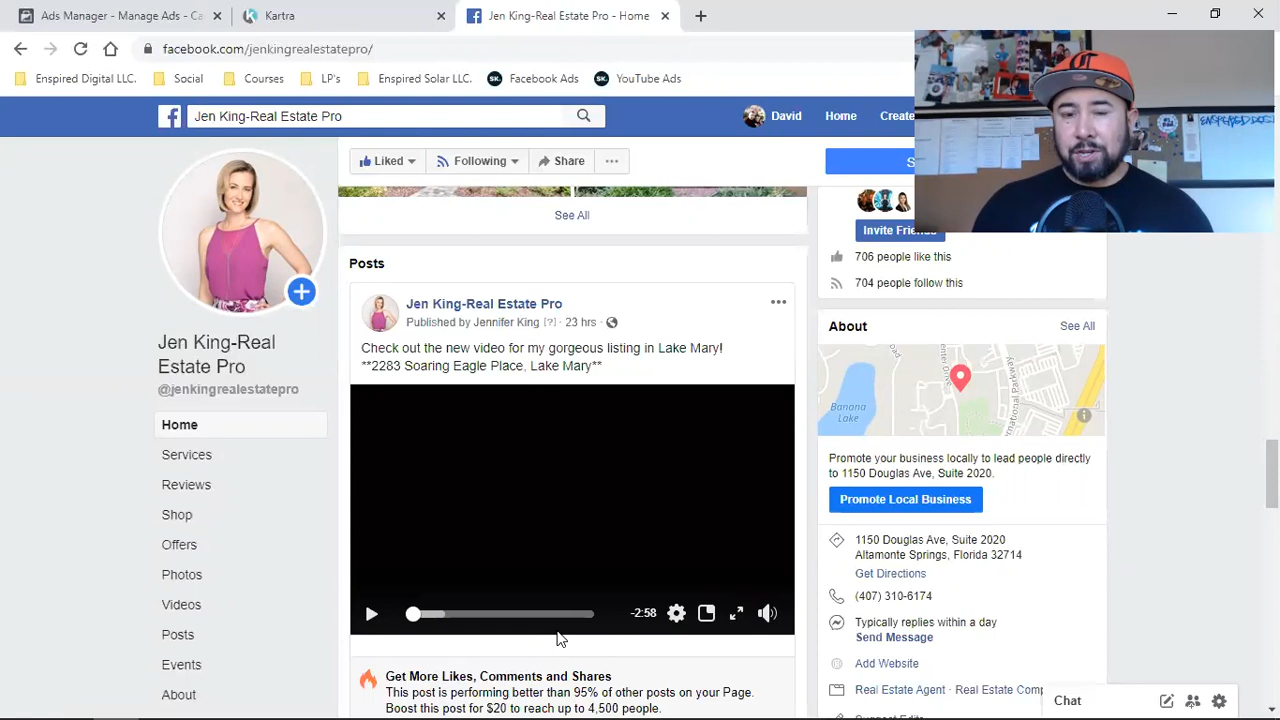 Ads Manager - Manage Ads - Ca
Kartra
Jen King-Real Estate Pro - Home
facebook.com/jenkingrealestatepro/
Enspired Digital LLC.
Social
Courses
LP's
Enspired Solar LLC.
SK.
Facebook Ads
SK.
YouTube Ads
Jen King-Real Estate Pro
David
Home
Create
Liked
Following
Share
See All
Invite Friends
706 people like this
704 people follow this
Posts
Jen King-Real Estate Pro
Published by Jennifer King [?] · 23 hrs ·
Check out the new video for my gorgeous listing in Lake Mary!
**2283 Soaring Eagle Place, Lake Mary**
-2:58
Get More Likes, Comments and Shares
This post is performing better than 95% of other posts on your Page.
Boost this post for $20 to reach up to 4,500 people.
Jen King-Real
Estate Pro
@jenkingrealestatepro
Home
Services
Reviews
Shop
Offers
Photos
Videos
Posts
Events
About
About
See All
Banana
Lake
Promote your business locally to lead people directly
to 1150 Douglas Ave, Suite 2020.
Promote Local Business
1150 Douglas Ave, Suite 2020
Altamonte Springs, Florida 32714
Get Directions
(407) 310-6174
Typically replies within a day
Send Message
Add Website
Real Estate Agent · Real Estate Comp
Chat